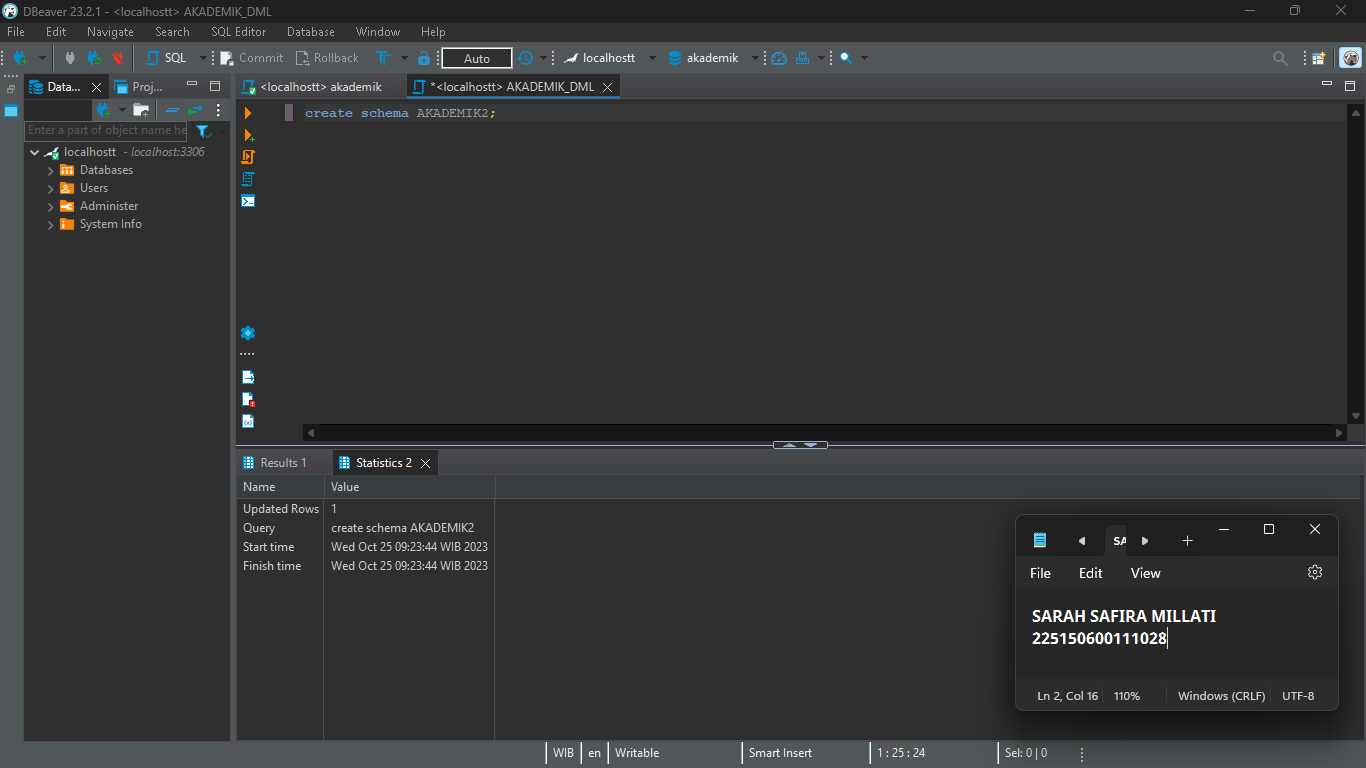 DBeaver 23.2.1 - <localhostt> AKADEMIK_DML
File Edit Navigate Search SQL Editor Database Window Help
SQL Commit Rollback Auto localhostt akademik
Data... Proj... <localhostt> akademik *<localhostt> AKADEMIK_DML
Enter a part of object name he
create schema AKADEMIK2;
localhostt - localhost:3306
Databases
Users
Administer
System Info
Results 1 Statistics 2
Name Value
Updated Rows 1
Query create schema AKADEMIK2
Start time Wed Oct 25 09:23:44 WIB 2023
Finish time Wed Oct 25 09:23:44 WIB 2023
SA
File Edit View
SARAH SAFIRA MILLATI
225150600111028
Ln 2, Col 16 110% Windows (CRLF) UTF-8
WIB en Writable Smart Insert 1 : 25 : 24 Sel: 0 | 0